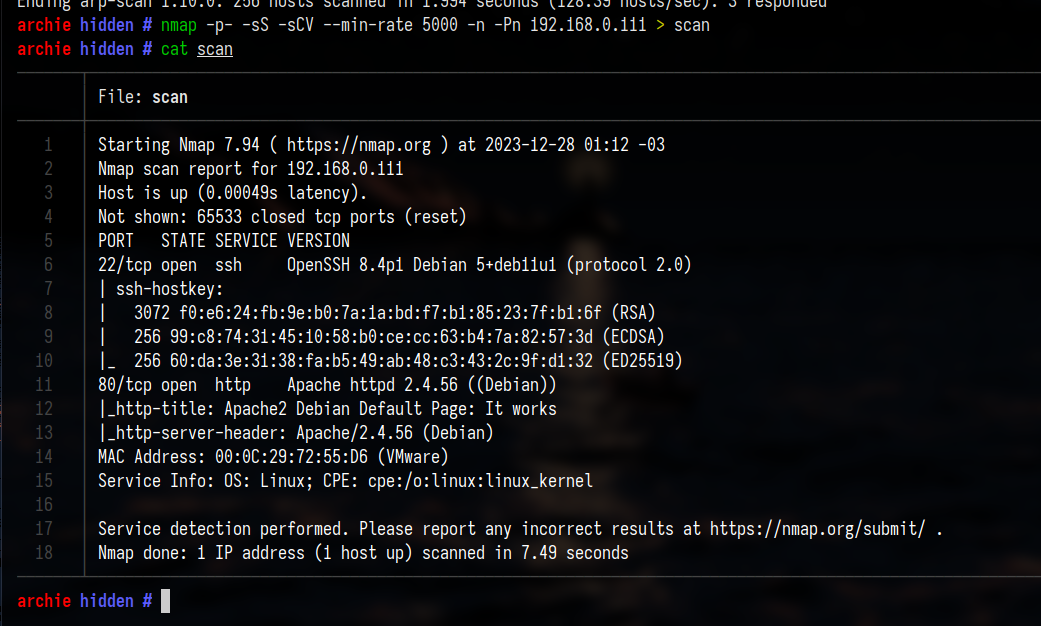 Ending arp-scan 1.10.0: 256 hosts scanned in 1.994 seconds (128.39 hosts/sec). 3 responded
archie hidden # nmap -p- -sS -sCV --min-rate 5000 -n -Pn 192.168.0.111 > scan
archie hidden # cat scan
File: scan
1 Starting Nmap 7.94 ( https://nmap.org ) at 2023-12-28 01:12 -03
2 Nmap scan report for 192.168.0.111
3 Host is up (0.00049s latency).
4 Not shown: 65533 closed tcp ports (reset)
5 PORT   STATE SERVICE VERSION
6 22/tcp open  ssh     OpenSSH 8.4p1 Debian 5+deb11u1 (protocol 2.0)
7 | ssh-hostkey:
8 |   3072 f0:e6:24:fb:9e:b0:7a:1a:bd:f7:b1:85:23:7f:b1:6f (RSA)
9 |   256 99:c8:74:31:45:10:58:b0:ce:cc:63:b4:7a:82:57:3d (ECDSA)
10 |_  256 60:da:3e:31:38:fa:b5:49:ab:48:c3:43:2c:9f:d1:32 (ED25519)
11 80/tcp open  http    Apache httpd 2.4.56 ((Debian))
12 |_http-title: Apache2 Debian Default Page: It works
13 |_http-server-header: Apache/2.4.56 (Debian)
14 MAC Address: 00:0C:29:72:55:D6 (VMware)
15 Service Info: OS: Linux; CPE: cpe:/o:linux:linux_kernel
16
17 Service detection performed. Please report any incorrect results at https://nmap.org/submit/ .
18 Nmap done: 1 IP address (1 host up) scanned in 7.49 seconds
archie hidden #